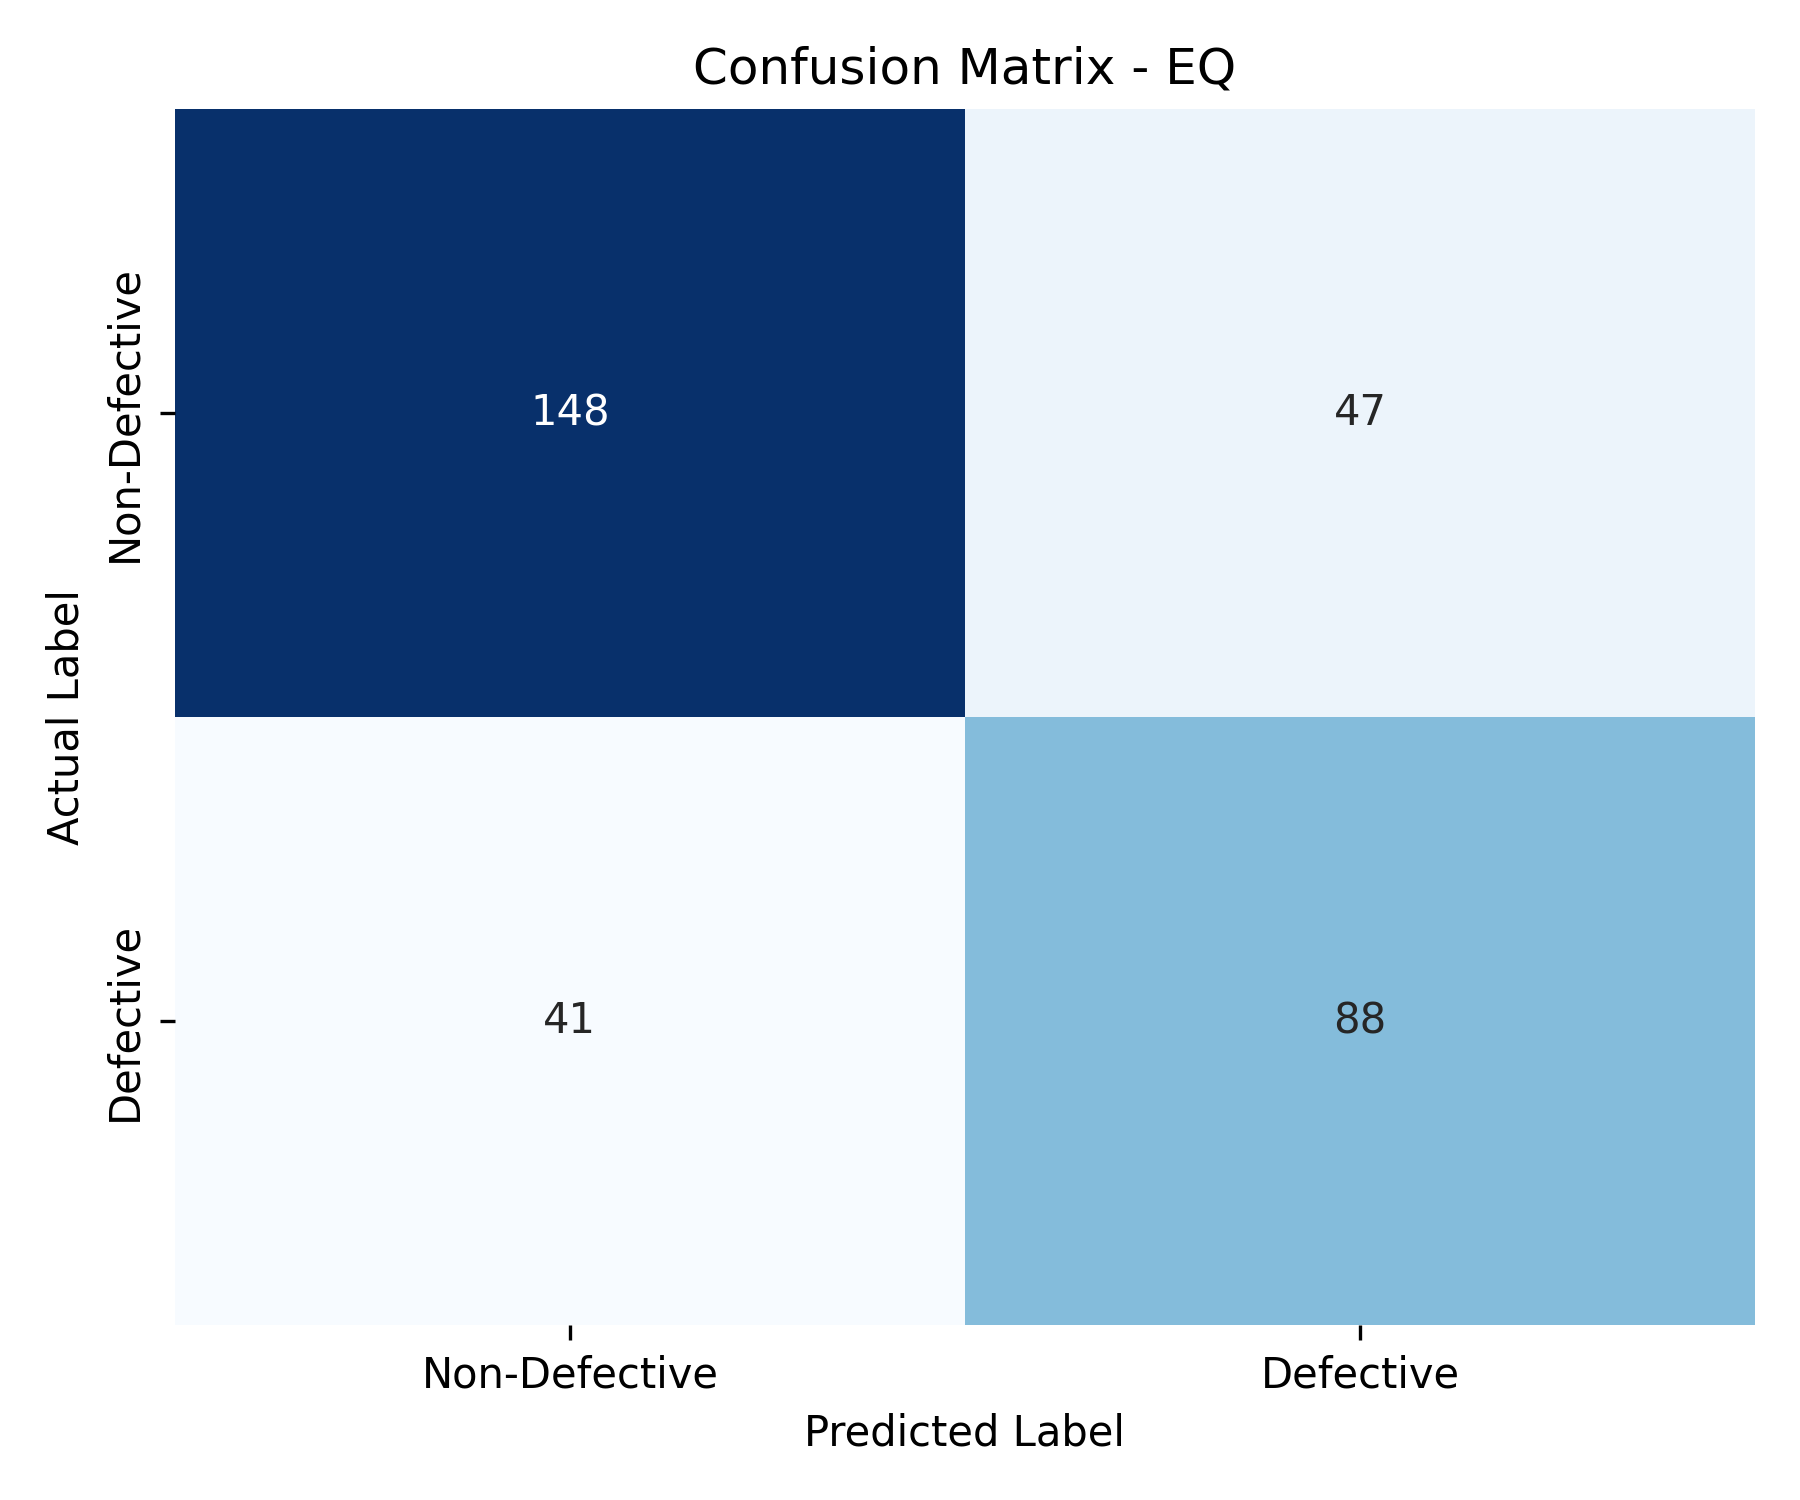 Confusion Matrix - EQ
Actual Label
Non-Defective
148
47
Defective
41
88
Non-Defective
Defective
Predicted Label